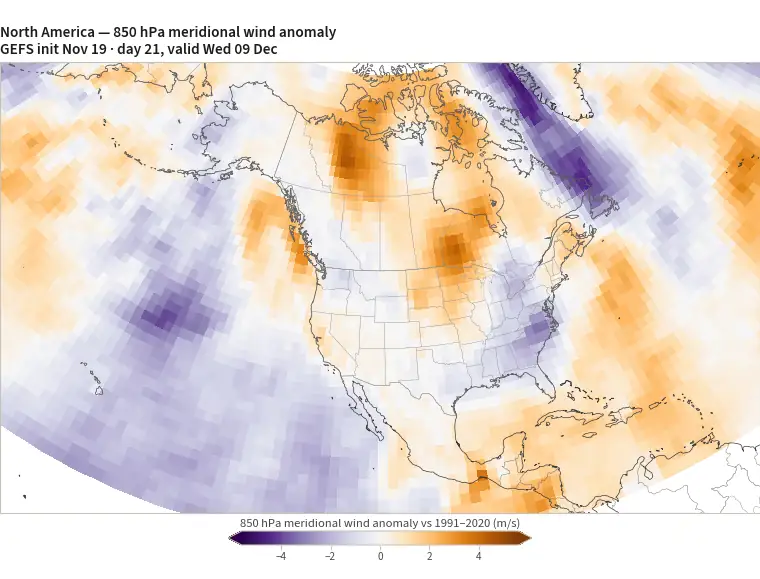 North America — 850 hPa meridional wind anomaly
GEFS init Nov 19 · day 21, valid Wed 09 Dec
850 hPa meridional wind anomaly vs 1991–2020 (m/s)
−4 −2 0 2 4